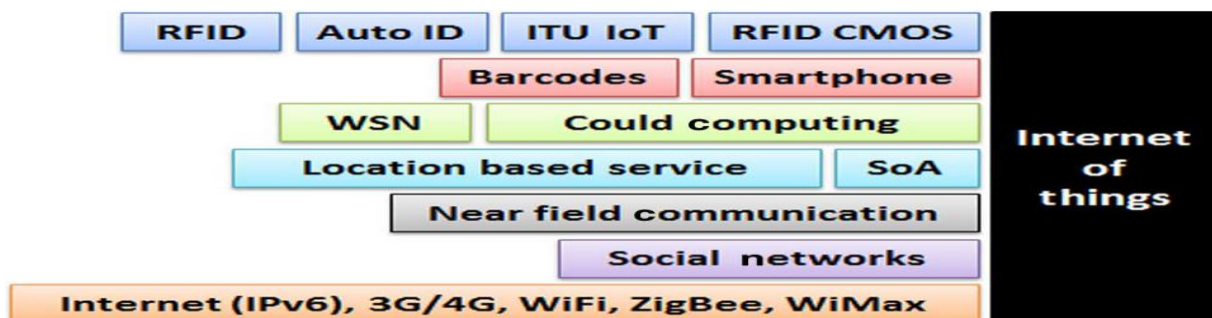 RFID Auto ID ITU IoT RFID CMOS
Barcodes Smartphone
WSN Could computing
Location based service SoA
Near field communication
Social networks
Internet (IPv6), 3G/4G, WiFi, ZigBee, WiMax
Internet
of
things